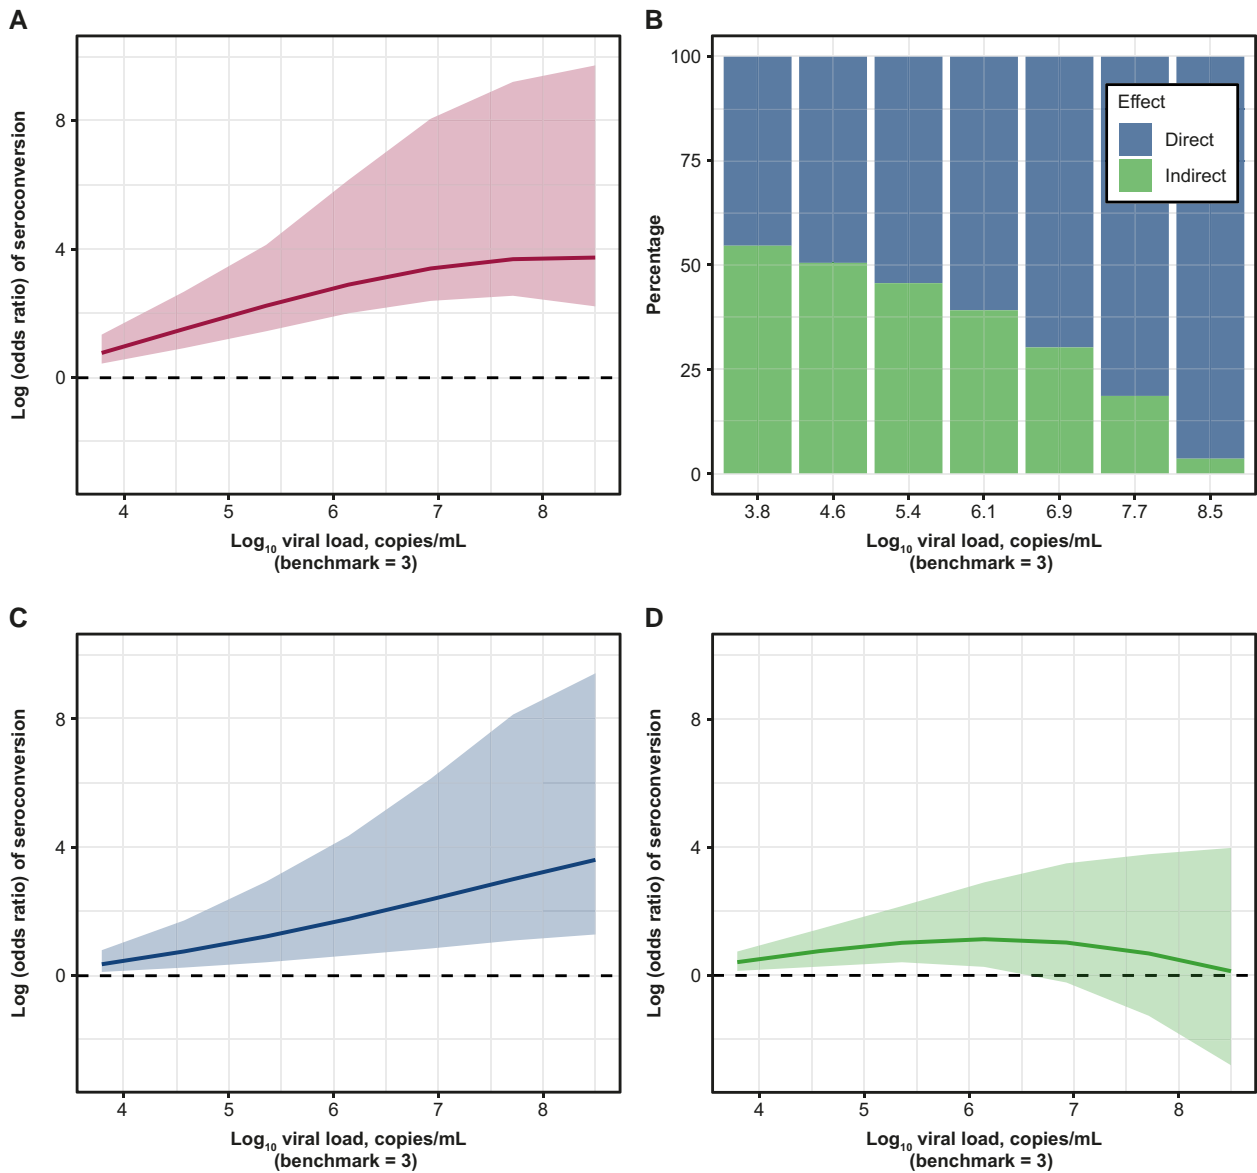 A
Log (odds ratio) of seroconversion
8
4
0
4 5 6 7 8
Log₁₀ viral load, copies/mL
(benchmark = 3)
B
Percentage
100
75
50
25
0
Effect
Direct
Indirect
3.8 4.6 5.4 6.1 6.9 7.7 8.5
Log₁₀ viral load, copies/mL
(benchmark = 3)
C
Log (odds ratio) of seroconversion
8
4
0
4 5 6 7 8
Log₁₀ viral load, copies/mL
(benchmark = 3)
D
Log (odds ratio) of seroconversion
8
4
0
4 5 6 7 8
Log₁₀ viral load, copies/mL
(benchmark = 3)